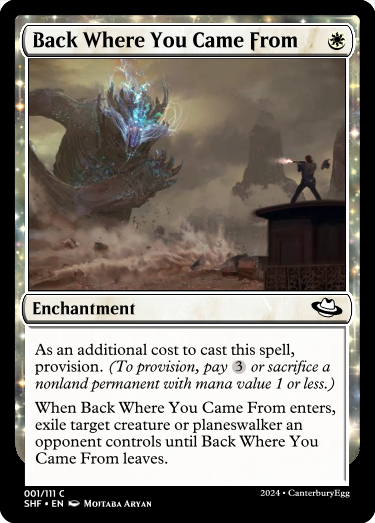 Back Where You Came From
Enchantment
As an additional cost to cast this spell,
provision. (To provision, pay 3 or sacrifice a
nonland permanent with mana value 1 or less.)
When Back Where You Came From enters,
exile target creature or planeswalker an
opponent controls until Back Where You
Came From leaves.
001/111 C
SHF • EN Mojtaba Aryan
2024 • CanterburyEgg